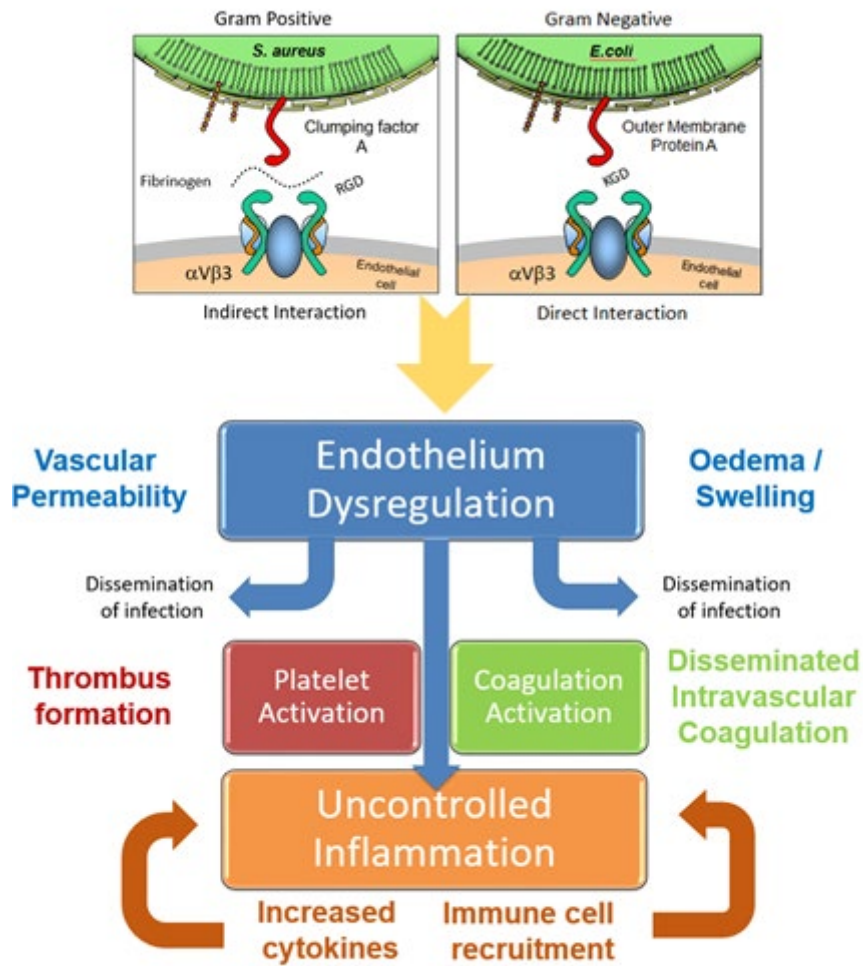 Gram Positive
Gram Negative
S. aureus
Clumping factor
A
Fibrinogen
RGD
αVβ3
Endothelial
cell
E.coli
Outer Membrane
Protein A
KGD
αVβ3
Endothelial
cell
Indirect Interaction
Direct Interaction
Vascular
Permeability
Endothelium
Dysregulation
Oedema /
Swelling
Dissemination
of infection
Dissemination
of infection
Thrombus
formation
Platelet
Activation
Coagulation
Activation
Disseminated
Intravascular
Coagulation
Uncontrolled
Inflammation
Increased
cytokines
Immune cell
recruitment